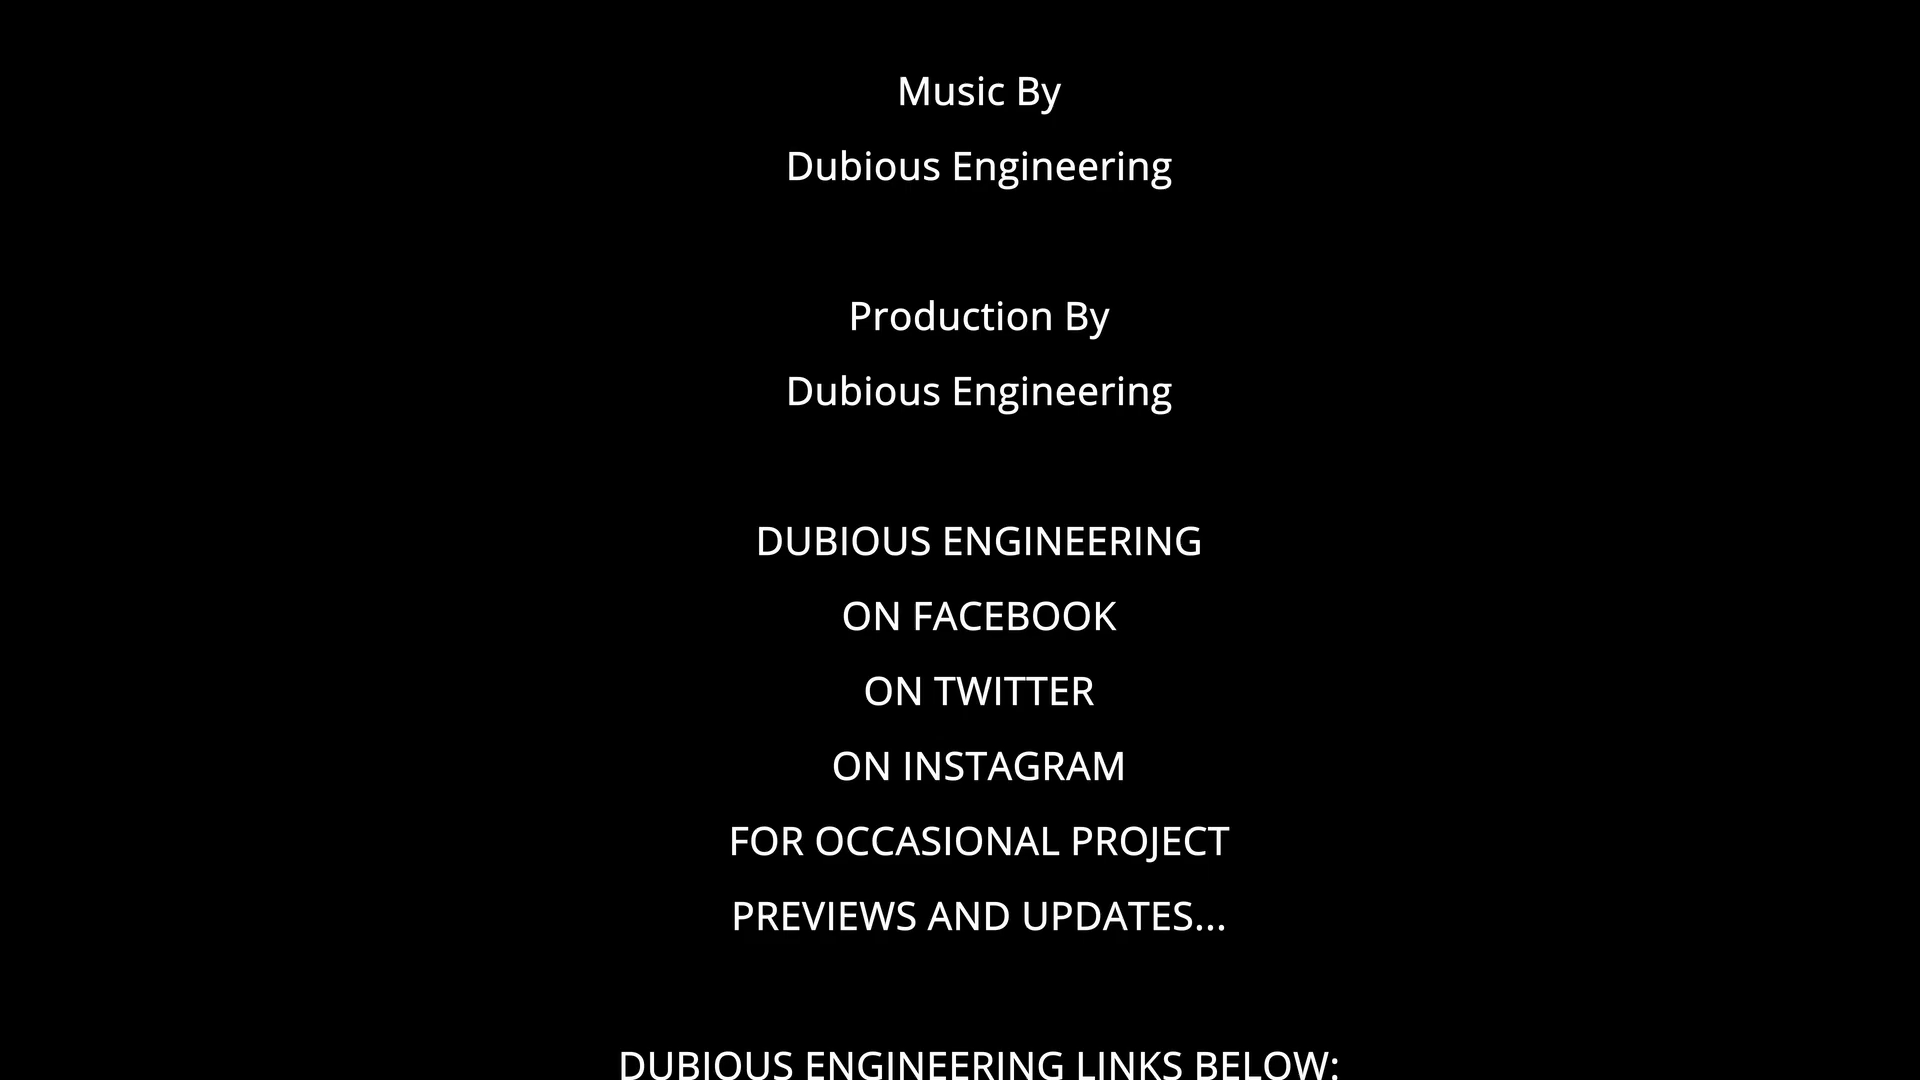 Music By
Dubious Engineering
Production By
Dubious Engineering
DUBIOUS ENGINEERING
ON FACEBOOK
ON TWITTER
ON INSTAGRAM
FOR OCCASIONAL PROJECT
PREVIEWS AND UPDATES...
DUBIOUS ENGINEERING LINKS BELOW: